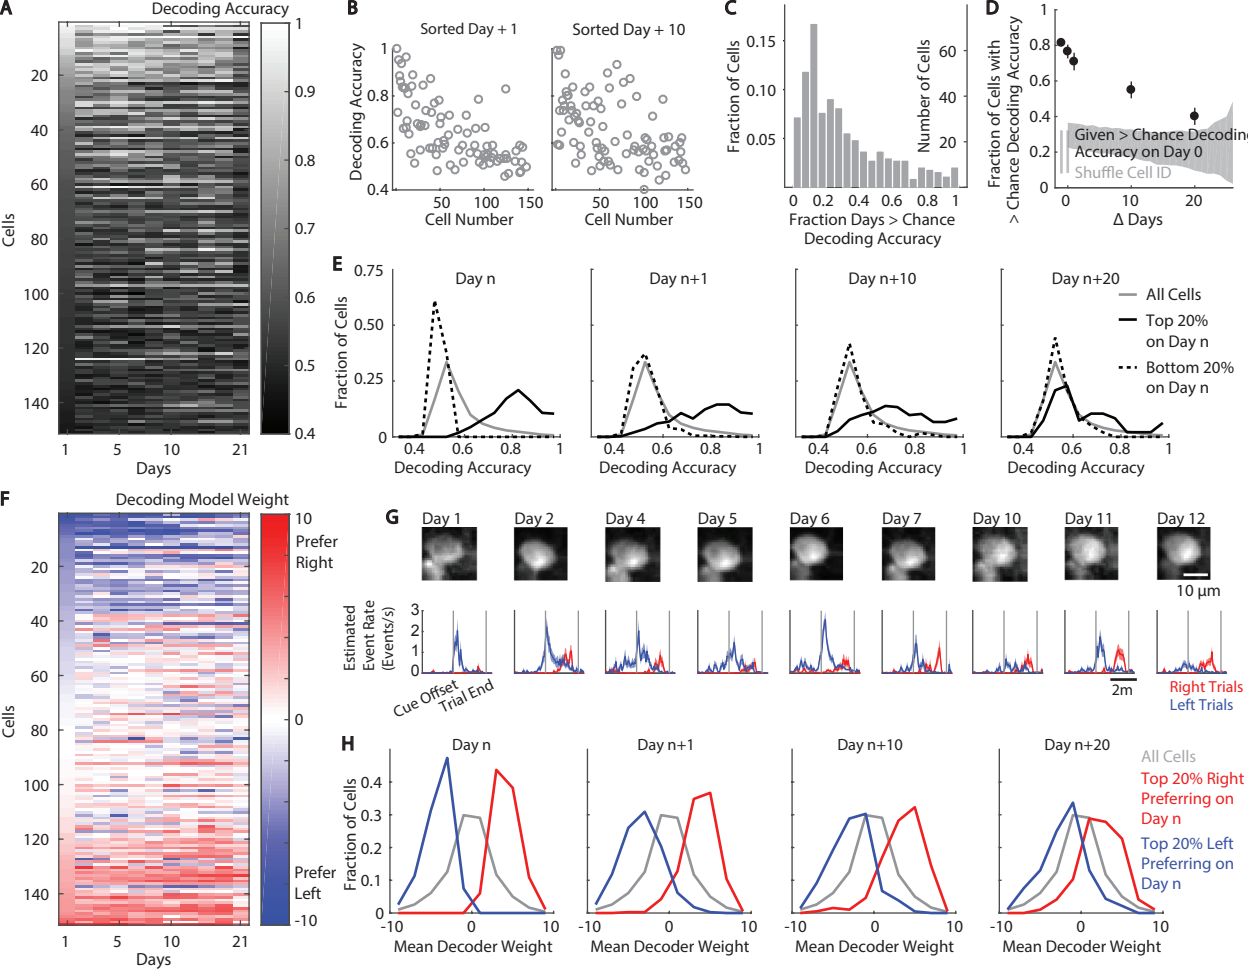 A
Decoding Accuracy
20
40
60
80
100
120
140
Cells
1
5
10
21
Days
1
0.9
0.8
0.7
0.6
0.5
0.4
B
Sorted Day + 1
Sorted Day + 10
Decoding Accuracy
1
0.8
0.6
0.4
50
100
150
Cell Number
50
100
150
Cell Number
C
Fraction of Cells
0.15
0.10
0.05
Number of Cells
60
40
20
0
0.2
0.6
1
Fraction Days > Chance
Decoding Accuracy
D
Fraction of Cells with
> Chance Decoding Accuracy
1
0.8
0.6
0.4
0.2
0
Given > Chance Decoding
Accuracy on Day 0
Shuffle Cell ID
0
10
20
Δ Days
E
Fraction of Cells
0.75
0.50
0.25
0
Day n
Day n+1
Day n+10
Day n+20
All Cells
Top 20%
on Day n
Bottom 20%
on Day n
0.4
0.6
0.8
1
0.4
0.6
0.8
1
0.4
0.6
0.8
1
0.4
0.6
0.8
1
Decoding Accuracy
Decoding Accuracy
Decoding Accuracy
Decoding Accuracy
F
Decoding Model Weight
20
40
60
80
100
120
140
Cells
1
5
10
21
Days
10
Prefer
Right
0
Prefer
Left
-10
G
Day 1
Day 2
Day 4
Day 5
Day 6
Day 7
Day 10
Day 11
Day 12
10 µm
Estimated
Event Rate
(Events/s)
3
2
1
0
Cue Offset
Trial End
2m
Right Trials
Left Trials
H
Fraction of Cells
0.4
0.3
0.2
0.1
0
Day n
Day n+1
Day n+10
Day n+20
All Cells
Top 20% Right
Preferring on
Day n
Top 20% Left
Preferring on
Day n
-10
0
10
-10
0
10
-10
0
10
-10
0
10
Mean Decoder Weight
Mean Decoder Weight
Mean Decoder Weight
Mean Decoder Weight